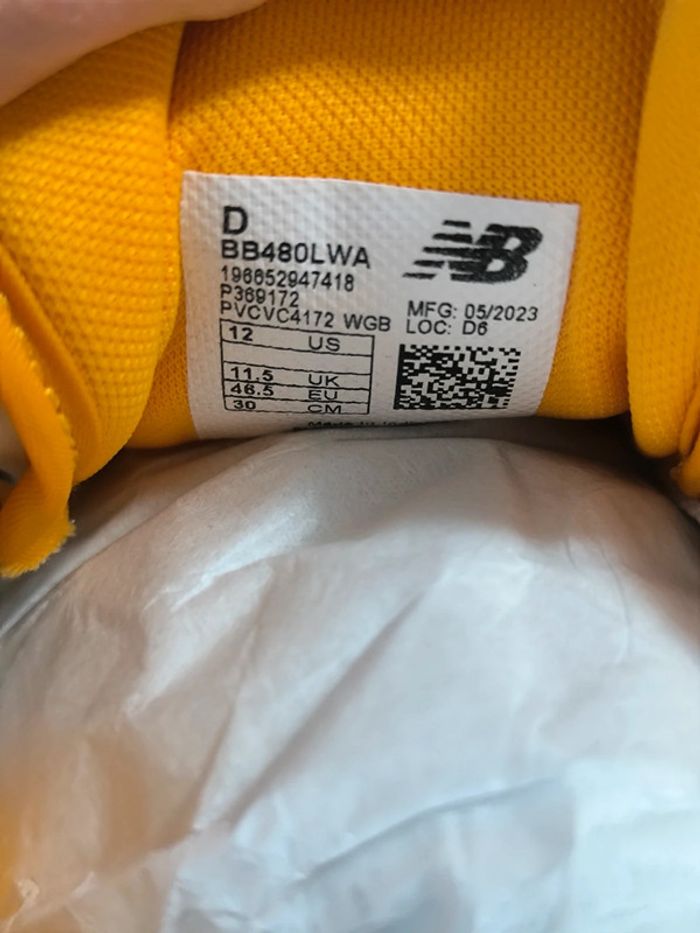 D
BB480LWA
196652947418
P369172
PVCVC4172 WGB
12 US
11.5 UK
46.5 EU
30 CM
NB
MFG: 05/2023
LOC: D6